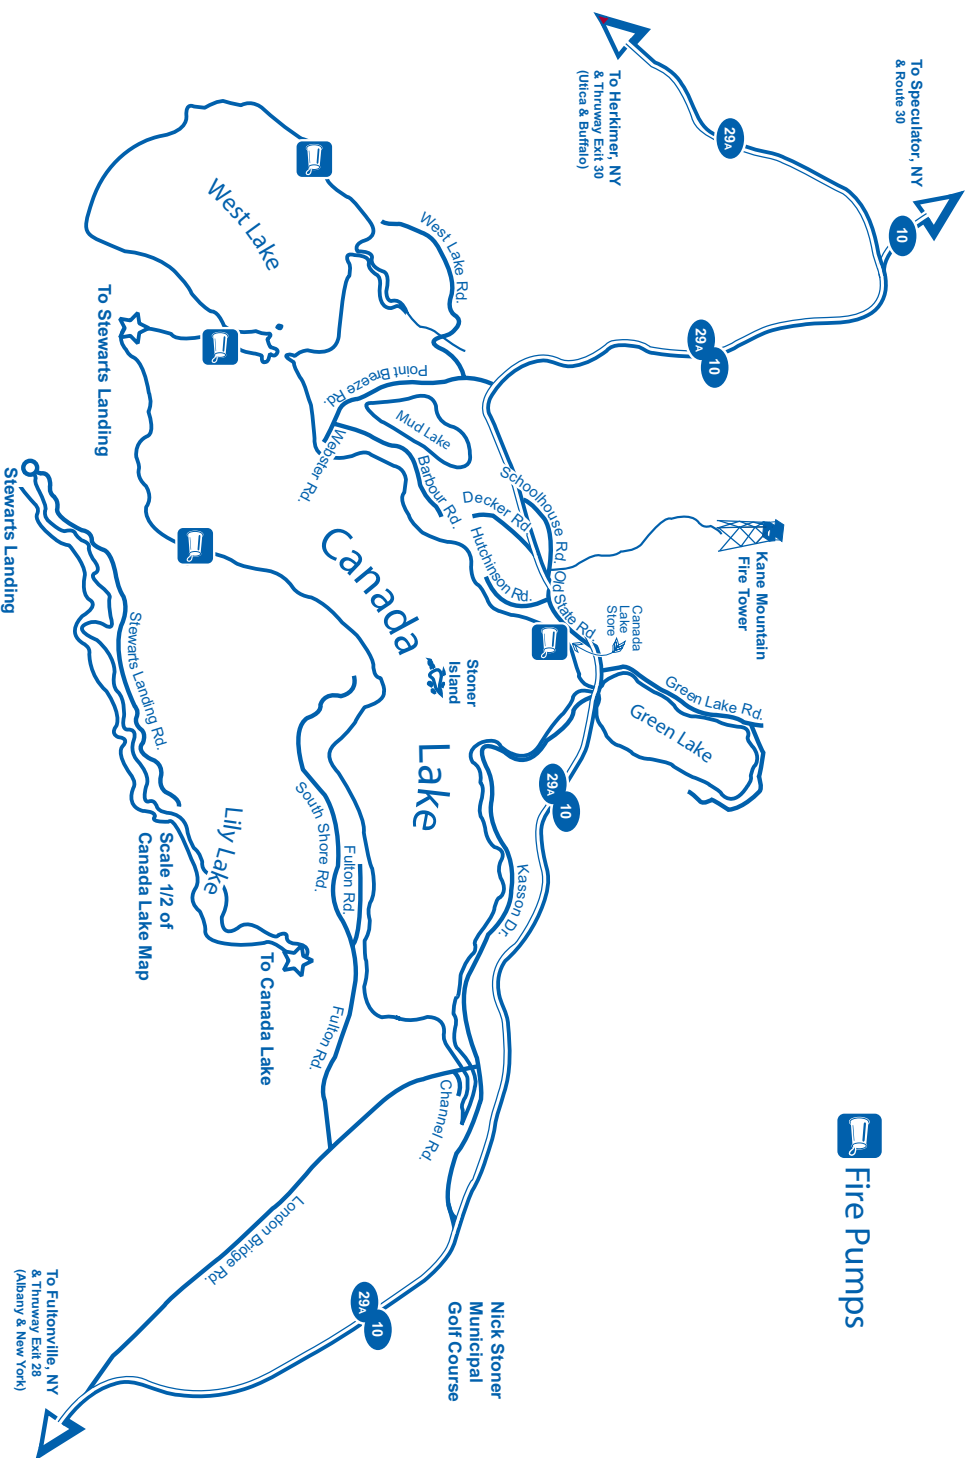 To Speculator, NY
& Route 30
10
To Herkimer, NY
& Thruway Exit 30
(Utica & Buffalo)
29A
29A
10
West Lake
West Lake Rd.
To Stewarts Landing
Point Breeze Rd.
Mud Lake
Webster Rd.
Barbour Rd.
Decker Rd.
Schoolhouse Rd.
Hutchinson Rd.
Old State Rd.
Kane Mountain
Fire Tower
Canada
Lake
Store
Green Lake Rd.
Green Lake
Canada
Lake
Stoner
Island
29A
10
Kasson Dr.
Stewarts Landing
Stewarts Landing Rd.
Lily Lake
Scale 1/2 of
Canada Lake Map
To Canada Lake
South Shore Rd.
Fulton Rd.
Fulton Rd.
Channel Rd.
London Bridge Rd.
29A
10
Nick Stoner
Municipal
Golf Course
To Fultonville, NY
& Thruway Exit 28
(Albany & New York)
Fire Pumps